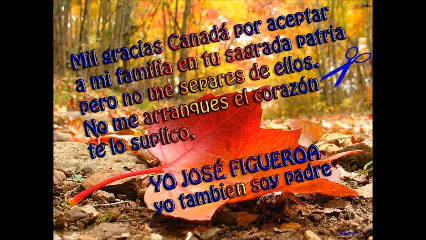 Mil gracias Canadá por aceptar
a mi familia en tu sagrada patria
pero no me separes de ellos.
No me arranques el corazón
te lo suplico.
YO JOSÉ FIGUEROA
yo tambien soy padre